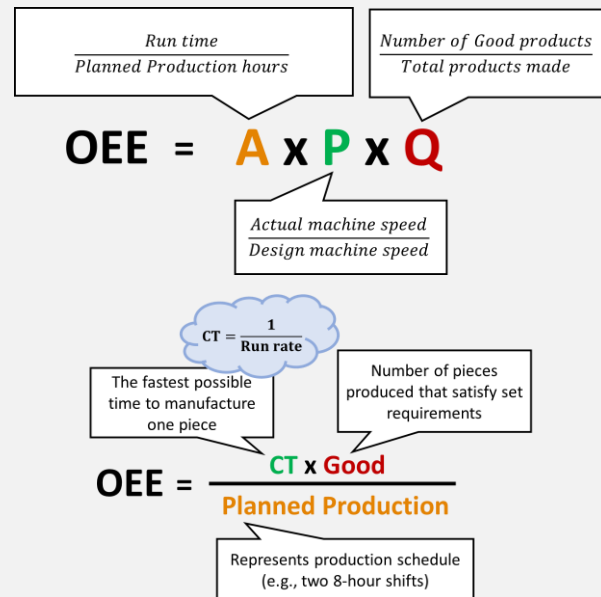 Run time
Planned Production hours
Number of Good products
Total products made
OEE = A x P x Q
Actual machine speed
Design machine speed
CT = 1
Run rate
The fastest possible
time to manufacture
one piece
Number of pieces
produced that satisfy set
requirements
OEE = CT x Good
Planned Production
Represents production schedule
(e.g., two 8-hour shifts)